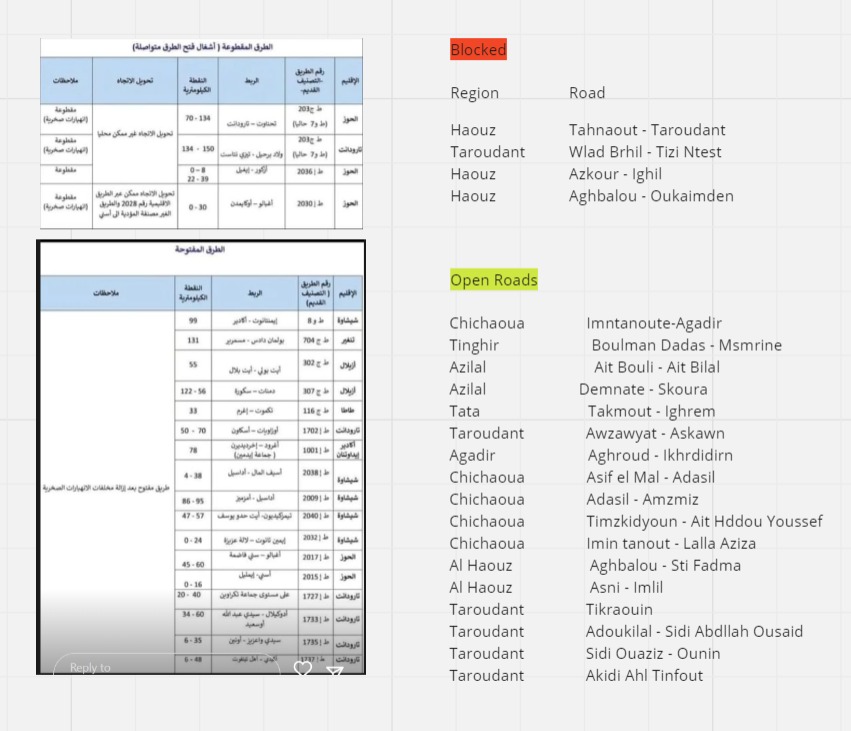 الطرق المقطوعة ( أشغال فتح الطرق متواصلة)
الإقليم رقم الطريق -التصنيف القديم- الربط النقطة الكيلومترية تحويل الاتجاه ملاحظات
الحوز ط ج203 (ط و7 حاليا) تحناوت – تارودانت 70 - 134 تحويل الاتجاه غير ممكن محليا مقطوعة (انهيارات صخرية)
تارودانت ط ج203 (ط و7 حاليا) ولاد برحيل - تيزي نتاست 134 - 150 مقطوعة (انهيارات صخرية)
الحوز ط إ 2036 أزكور - إيغيل 0 – 8 22 - 39 مقطوعة
الحوز ط إ 2030 أغبالو – أوكايمدن 0 - 30 تحويل الاتجاه ممكن عبر الطريق الاقليمية رقم 2028 والطريق الغير مصنفة المؤدية الى أسني مقطوعة (انهيارات صخرية)
الطرق المفتوحة
الإقليم رقم الطريق ( التصنيف القديم) الربط النقطة الكيلومترية ملاحظات
شيشاوة ط و 8 إيمنتانوت - أكادير 99
تنغير ط ج 704 بولمان دادس - مسمرير 131
أزيلال ط ج 302 أيت بولي - أيت بلال 55
أزيلال ط ج 307 دمنات – سكورة 56 - 122
طاطا ط ج 116 تكموت – إغرم 33
تارودانت ط إ 1702 أوزاويات - أسكاون 50 - 70
أكادير إيداوتنان ط إ 1001 أغرود – إخرديديرن ( جماعة إيدمين) 78
شيشاوة ط إ 2038 أسيف المال - أداسيل 4 - 38
طريق مفتوح بعد إزالة مخلفات الانهيارات الصخرية
شيشاوة ط إ 2009 أداسيل - أمزميز 86 - 95
شيشاوة ط إ 2040 تيمزكيديون- أيت حدو يوسف 47 - 57
شيشاوة ط إ 2032 إيمين تانوت – لالة عزيزة 0 - 24
الحوز ط إ 2017 أغبالو – ستي فاضمة 45 - 60
الحوز ط إ 2015 أسني- إيمليل 0 - 16
تارودانت ط إ 1727 على مستوى جماعة تكراوين 20 - 40
تارودانت ط إ 1733 أدوكيلال - سيدي عبد الله أوسعيد 34 - 60
تارودانت ط إ 1735 سيدي واعزيز - أونين 6 - 35
تارودانت ط إ 1737 أهل تينفوت 6 - 48
Reply to
Blocked
Region Road
Haouz Tahnaout - Taroudant
Taroudant Wlad Brhil - Tizi Ntest
Haouz Azkour - Ighil
Haouz Aghbalou - Oukaimden
Open Roads
Chichaoua Imntanoute-Agadir
Tinghir Boulman Dadas - Msmrine
Azilal Ait Bouli - Ait Bilal
Azilal Demnate - Skoura
Tata Takmout - Ighrem
Taroudant Awzawyat - Askawn
Agadir Aghroud - Ikhrdidirn
Chichaoua Asif el Mal - Adasil
Chichaoua Adasil - Amzmiz
Chichaoua Timzkidyoun - Ait Hddou Youssef
Chichaoua Imin tanout - Lalla Aziza
Al Haouz Aghbalou - Sti Fadma
Al Haouz Asni - Imlil
Taroudant Tikraouin
Taroudant Adoukilal - Sidi Abdllah Ousaid
Taroudant Sidi Ouaziz - Ounin
Taroudant Akidi Ahl Tinfout